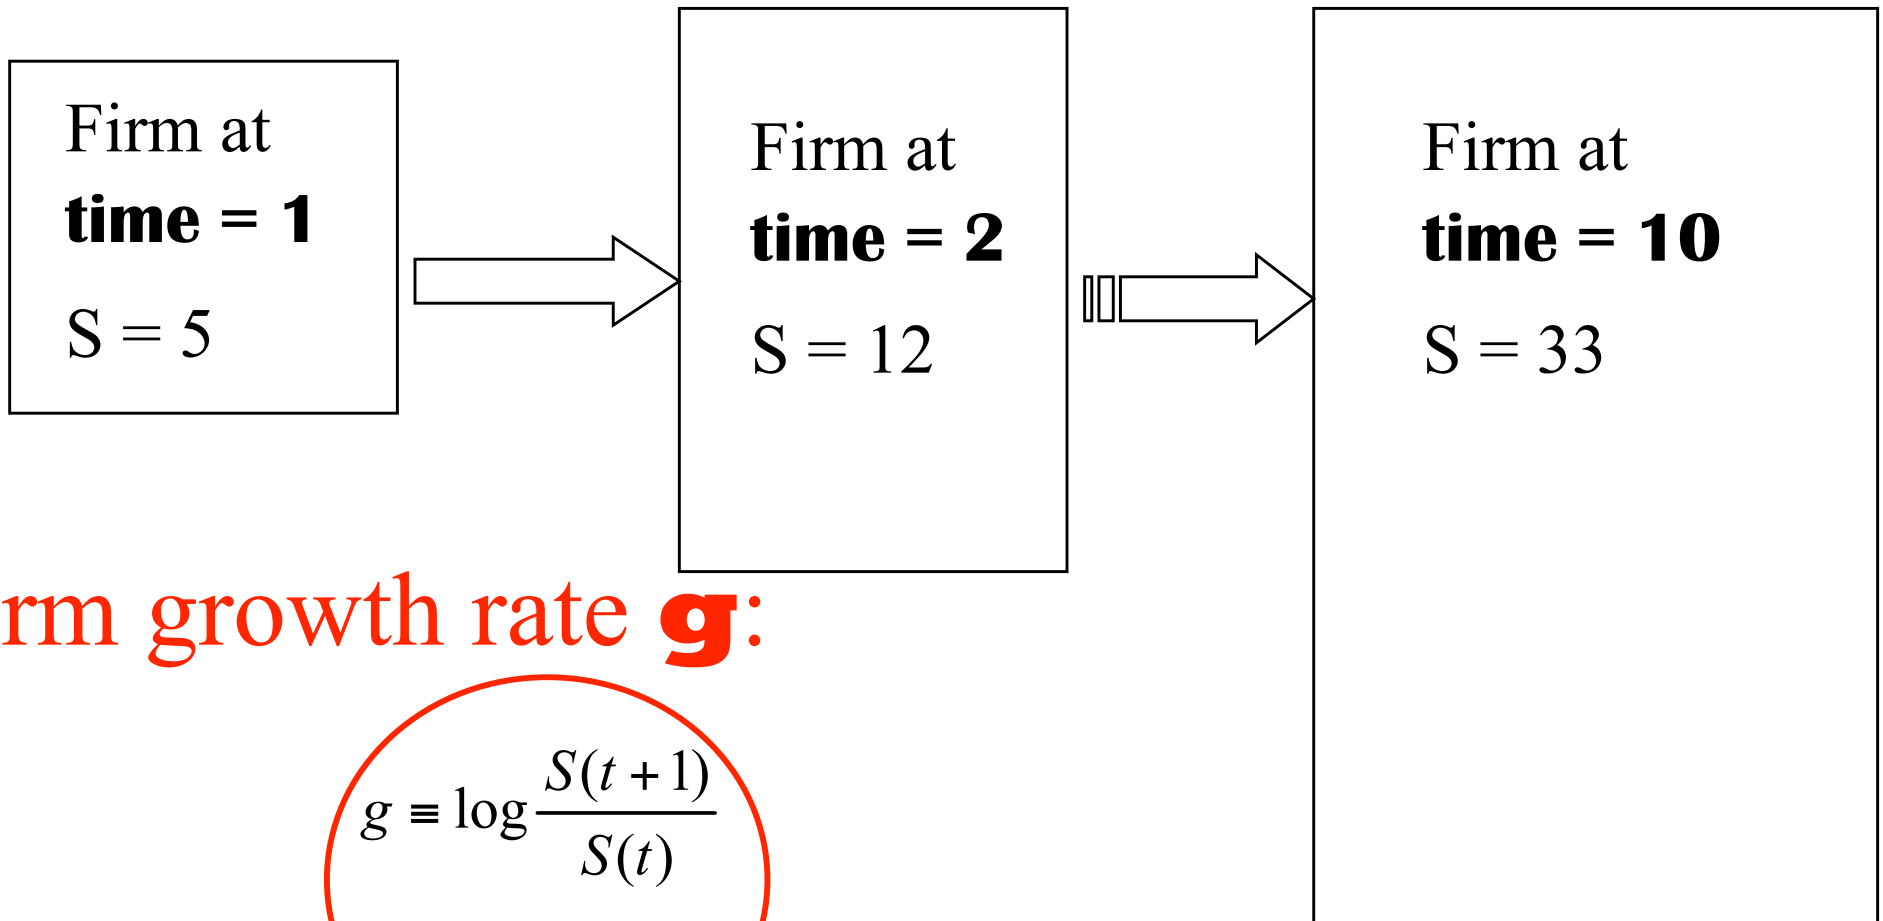 Firm at
time = 1
S = 5
Firm at
time = 2
S = 12
Firm at
time = 10
S = 33
rm growth rate g:
g ≡ log S(t + 1) / S(t)